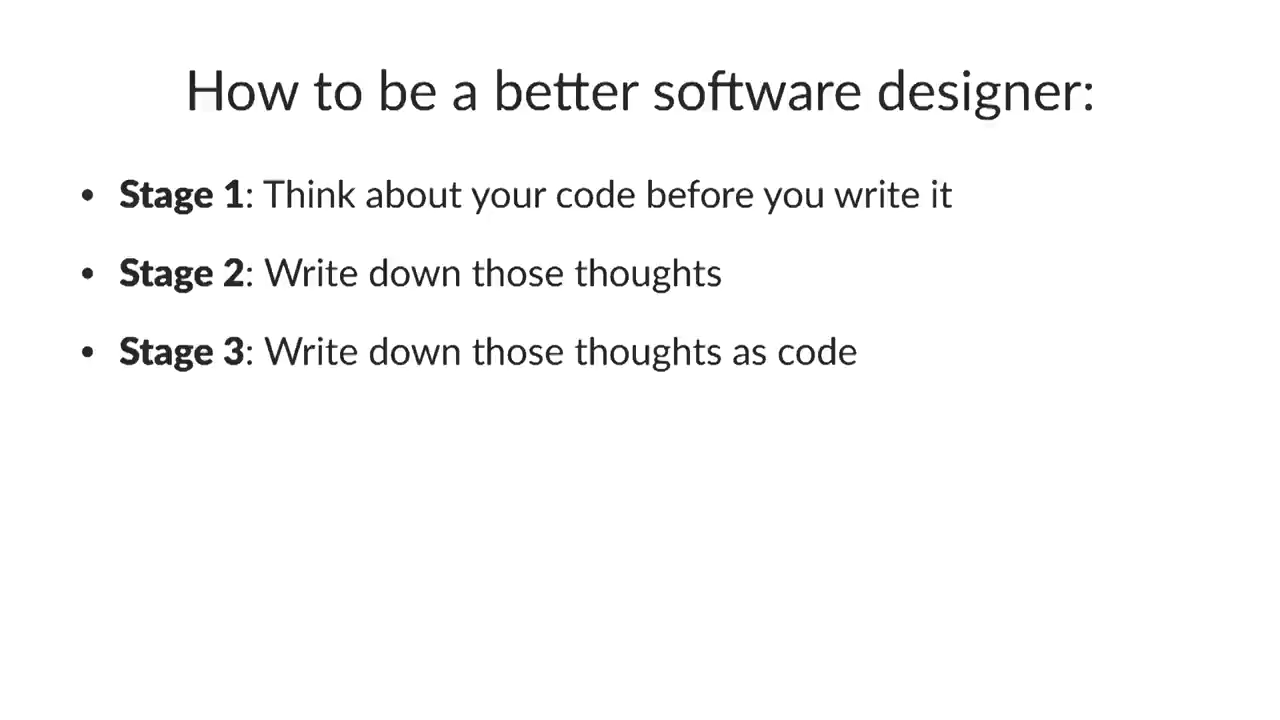 How to be a better software designer:
• Stage 1: Think about your code before you write it
• Stage 2: Write down those thoughts
• Stage 3: Write down those thoughts as code